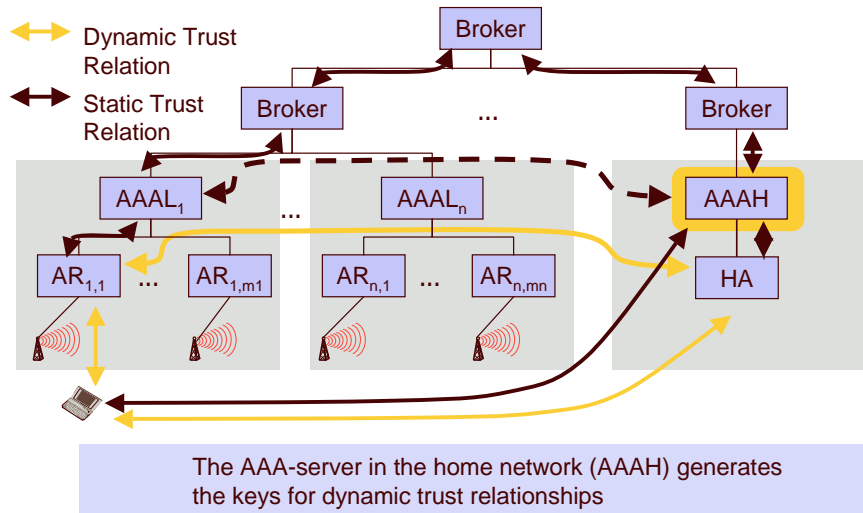 Dynamic Trust
Relation
Static Trust
Relation
Broker
Broker
...
Broker
AAAL1
...
AAALn
AAAH
AR1,1
...
AR1,m1
ARn,1
...
ARn,mn
HA
The AAA-server in the home network (AAAH) generates
the keys for dynamic trust relationships